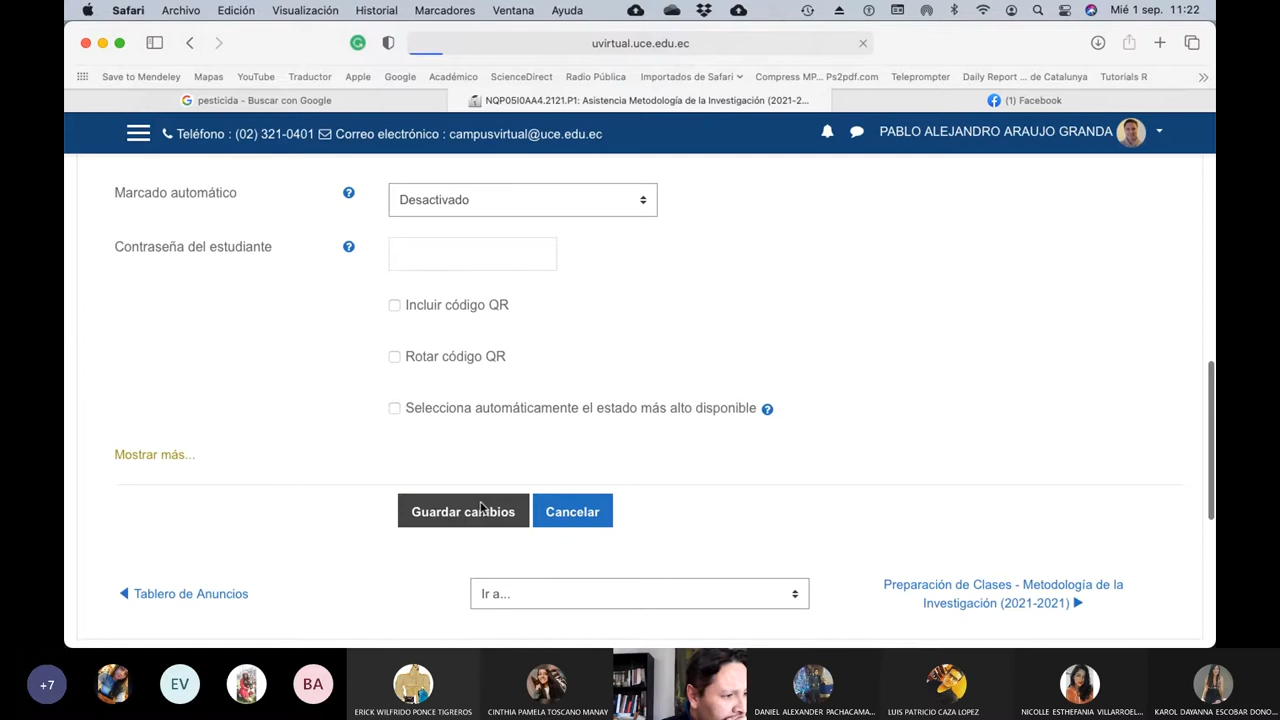 Safari Archivo Edición Visualización Historial Marcadores Ventana Ayuda Mié 1 sep. 11:22
uvirtual.uce.edu.ec
Save to Mendeley Mapas YouTube Traductor Apple Google Académico ScienceDirect Radio Pública Importados de Safari Compress MP... Ps2pdf.com Teleprompter Daily Report ... de Catalunya Tutorials R
pesticida - Buscar con Google NQP05I0AA4.2121.P1: Asistencia Metodología de la Investigación (2021-2... (1) Facebook
Teléfono : (02) 321-0401 Correo electrónico : campusvirtual@uce.edu.ec PABLO ALEJANDRO ARAUJO GRANDA
Marcado automático Desactivado
Contraseña del estudiante
Incluir código QR
Rotar código QR
Selecciona automáticamente el estado más alto disponible
Mostrar más...
Guardar cambios Cancelar
Tablero de Anuncios Ir a... Preparación de Clases - Metodología de la
Investigación (2021-2021)
+7 EV BA
ERICK WILFRIDO PONCE TIGREROS CINTHIA PAMELA TOSCANO MANAY DANIEL ALEXANDER PACHACAMA... LUIS PATRICIO CAZA LOPEZ NICOLLE ESTHEFANIA VILLARROEL... KAROL DAYANNA ESCOBAR DONO...